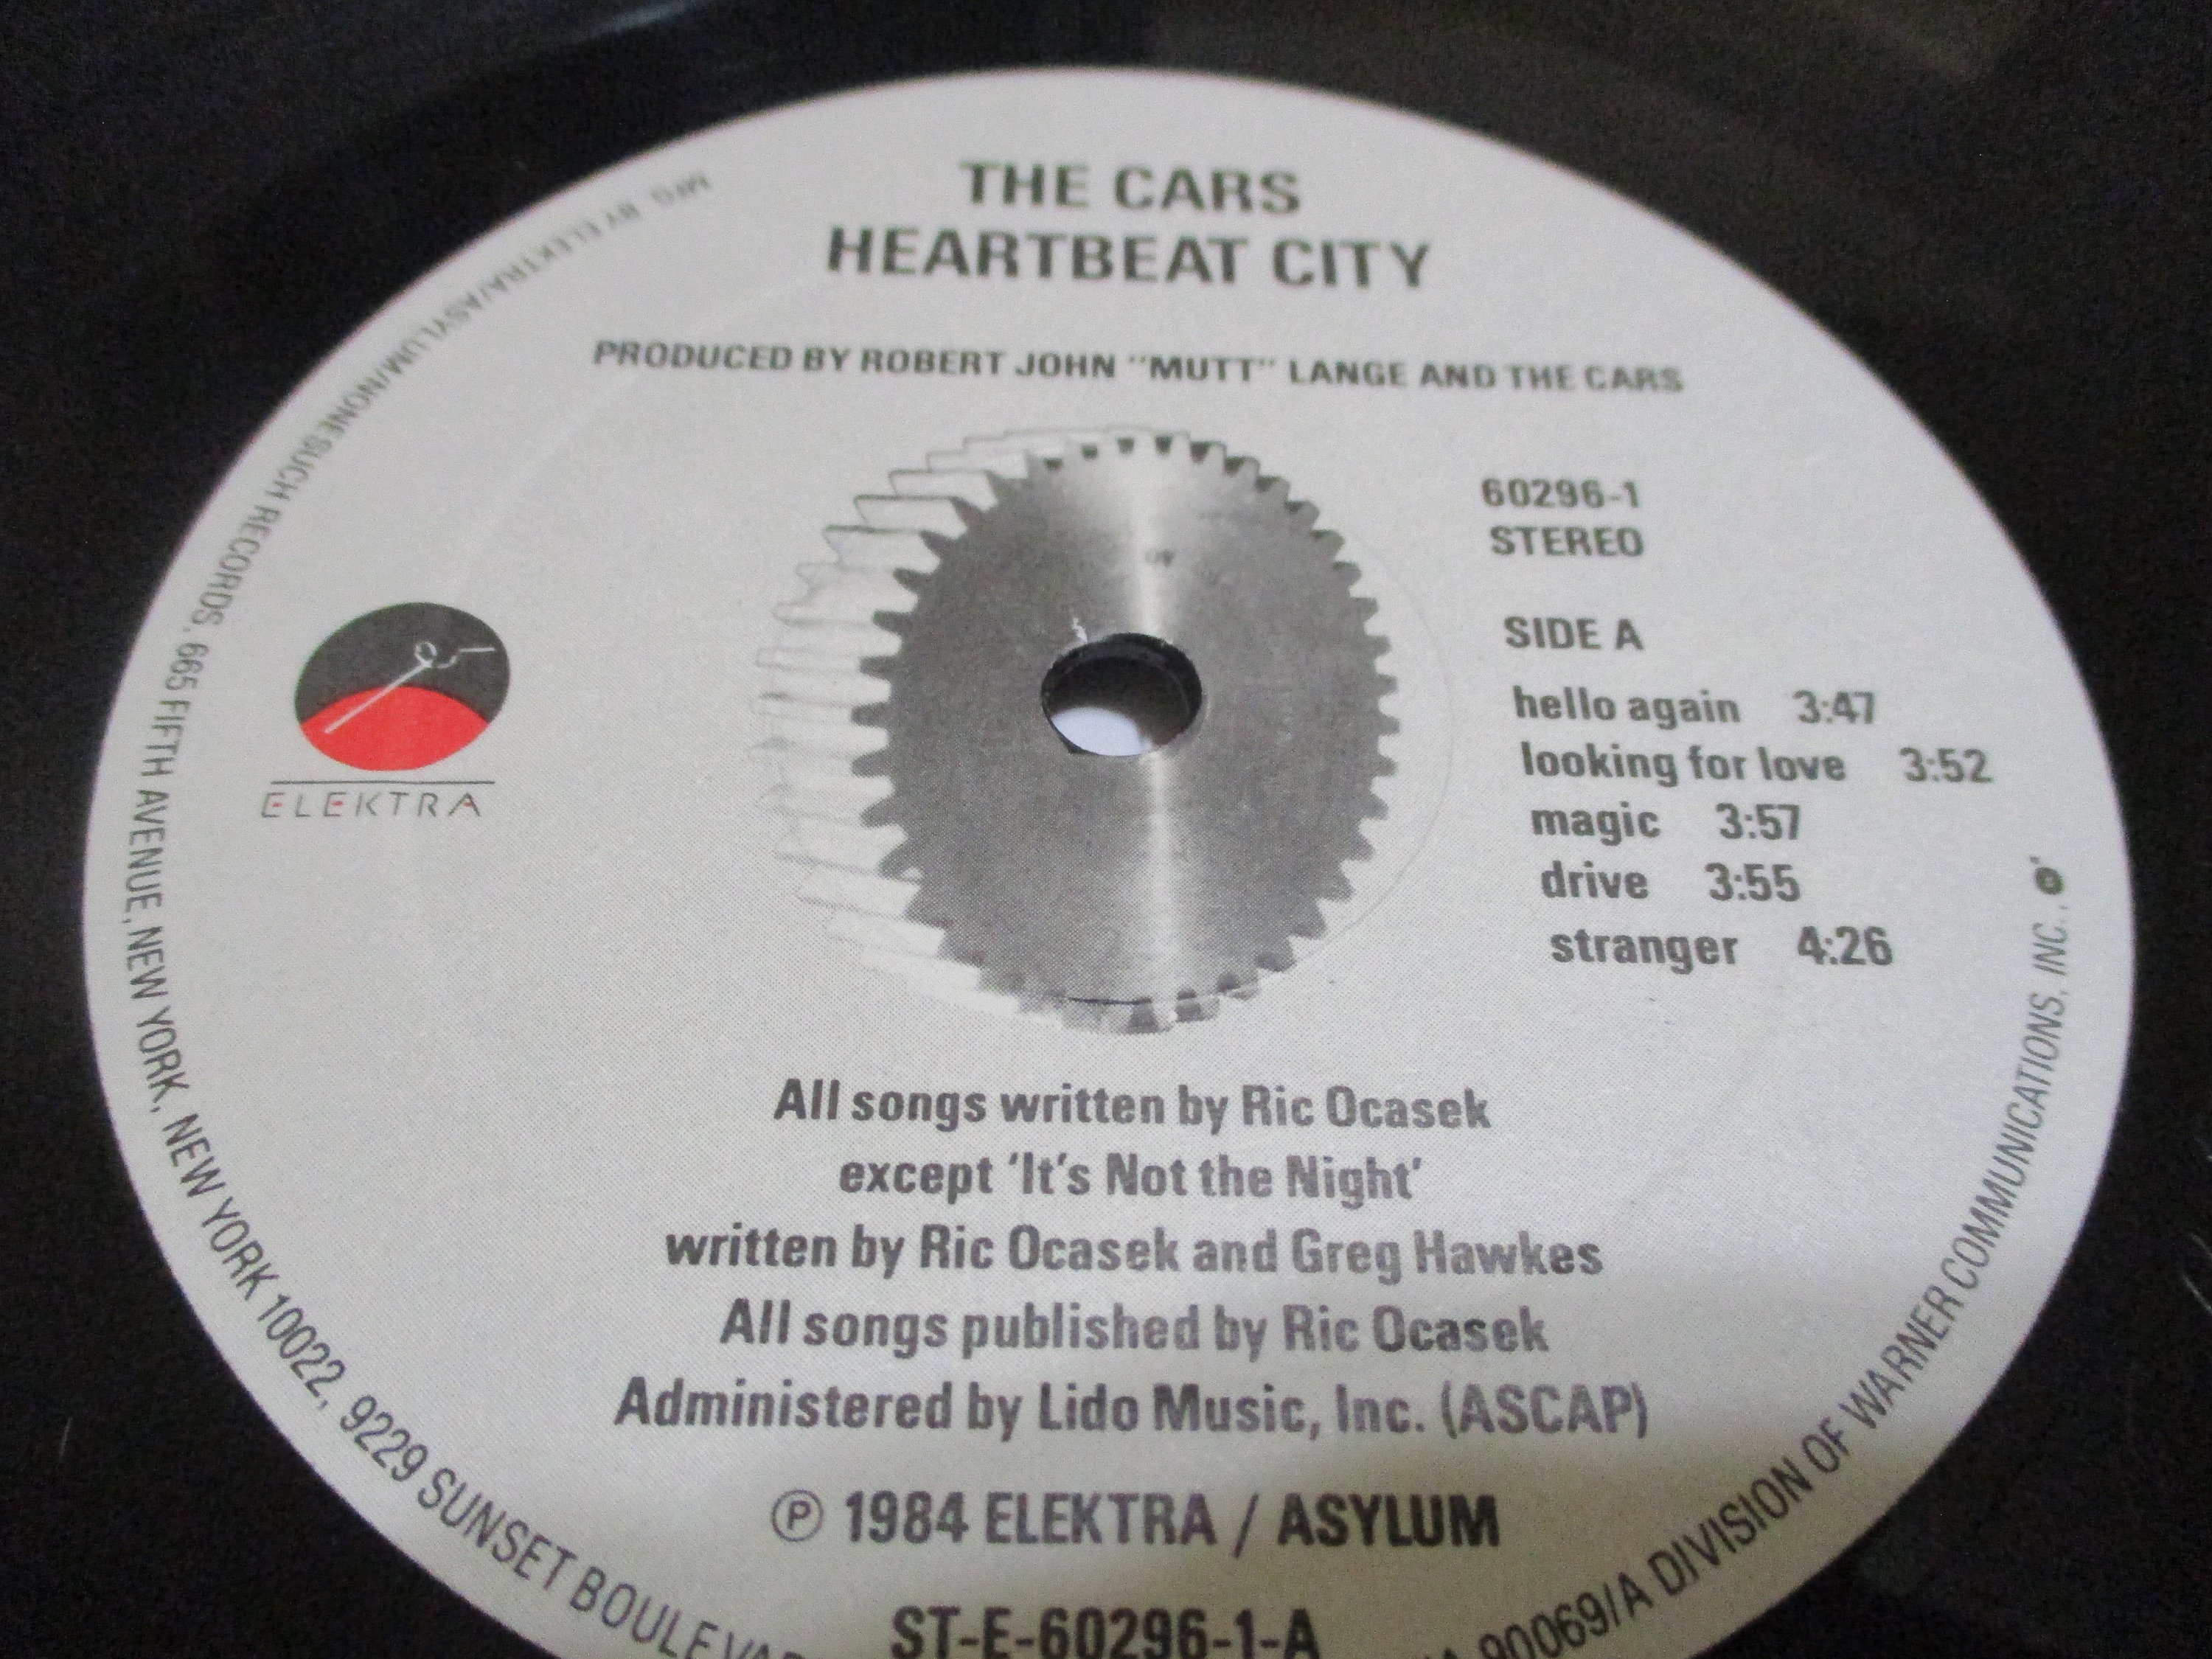 THE CARS
HEARTBEAT CITY
PRODUCED BY ROBERT JOHN "MUTT" LANGE AND THE CARS
60296-1
STEREO
SIDE A
hello again 3:47
looking for love 3:52
magic 3:57
drive 3:55
stranger 4:26
ELEKTRA
All songs written by Ric Ocasek
except 'It's Not the Night'
written by Ric Ocasek and Greg Hawkes
All songs published by Ric Ocasek
Administered by Lido Music, Inc. (ASCAP)
℗ 1984 ELEKTRA / ASYLUM
ST-E-60296-1-A
MFG. BY ELEKTRA/ASYLUM/NONESUCH RECORDS, 665 FIFTH AVENUE, NEW YORK, NEW YORK 10022, 9229 SUNSET 90069/A DIVISION OF WARNER COMMUNICATIONS, INC.,